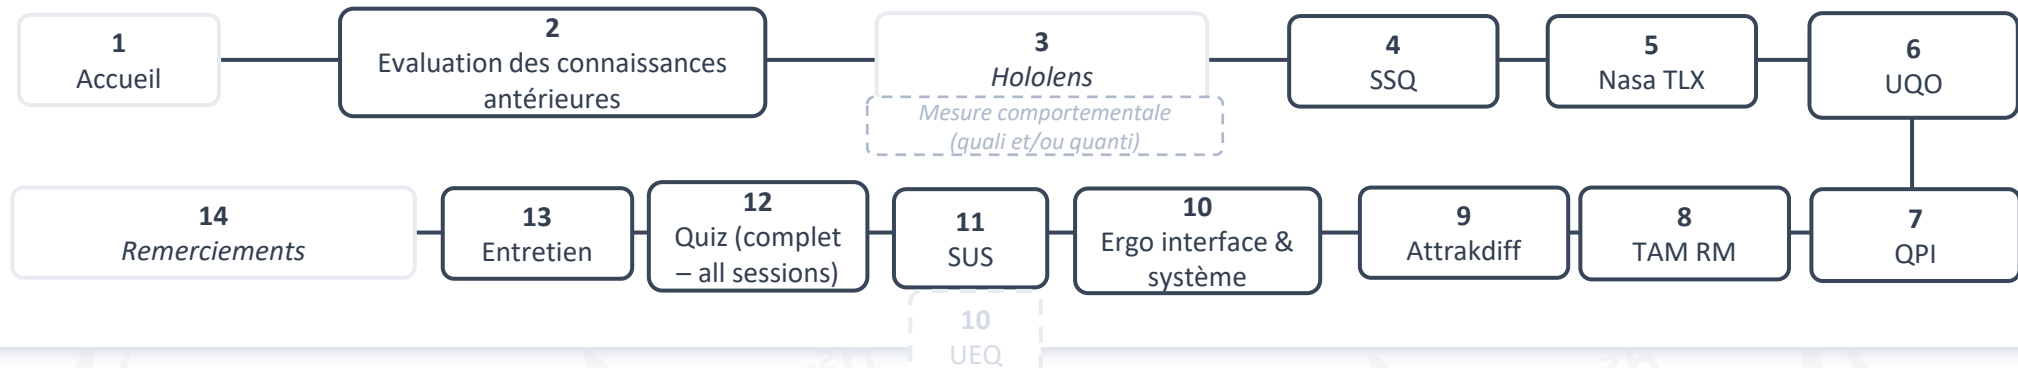 1
Accueil
2
Evaluation des connaissances
antérieures
3
Hololens
Mesure comportementale
(quali et/ou quanti)
4
SSQ
5
Nasa TLX
6
UQO
7
QPI
8
TAM RM
9
Attrakdiff
10
Ergo interface &
système
11
SUS
10
UEQ
12
Quiz (complet
– all sessions)
13
Entretien
14
Remerciements